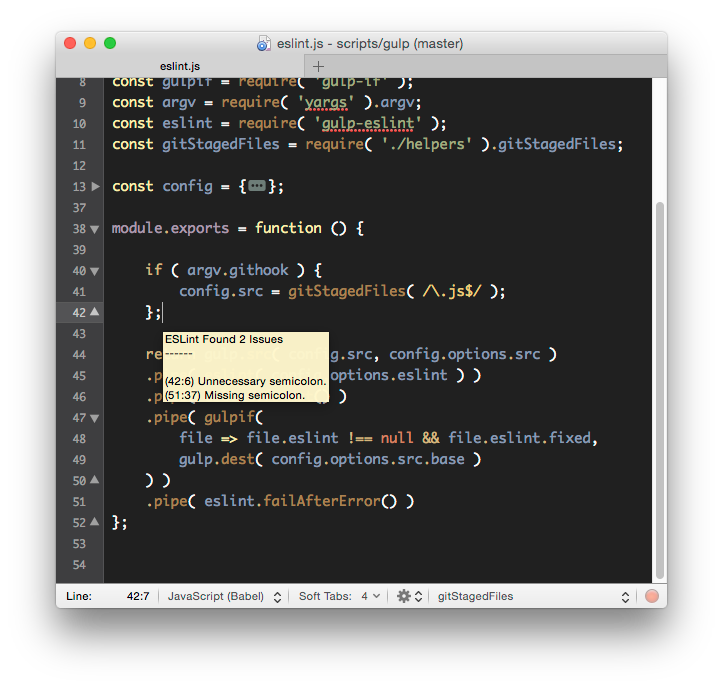 eslint.js - scripts/gulp (master)
eslint.js
8 const gulpif = require( 'gulp-if' );
9 const argv = require( 'yargs' ).argv;
10 const eslint = require( 'gulp-eslint' );
11 const gitStagedFiles = require( './helpers' ).gitStagedFiles;
12
13 const config = {•••};
37
38 module.exports = function () {
39
40 if ( argv.githook ) {
41 config.src = gitStagedFiles( /\.js$/ );
42 };
ESLint Found 2 Issues
------
(42:6) Unnecessary semicolon.
(51:37) Missing semicolon.
43
44 re config.src, config.options.src )
45 .p options.eslint ) )
46 .p ) )
47 .pipe( gulpif(
48 file => file.eslint !== null && file.eslint.fixed,
49 gulp.dest( config.options.src.base )
50 ) )
51 .pipe( eslint.failAfterError() )
52 };
53
54
Line: 42:7 JavaScript (Babel) Soft Tabs: 4 gitStagedFiles